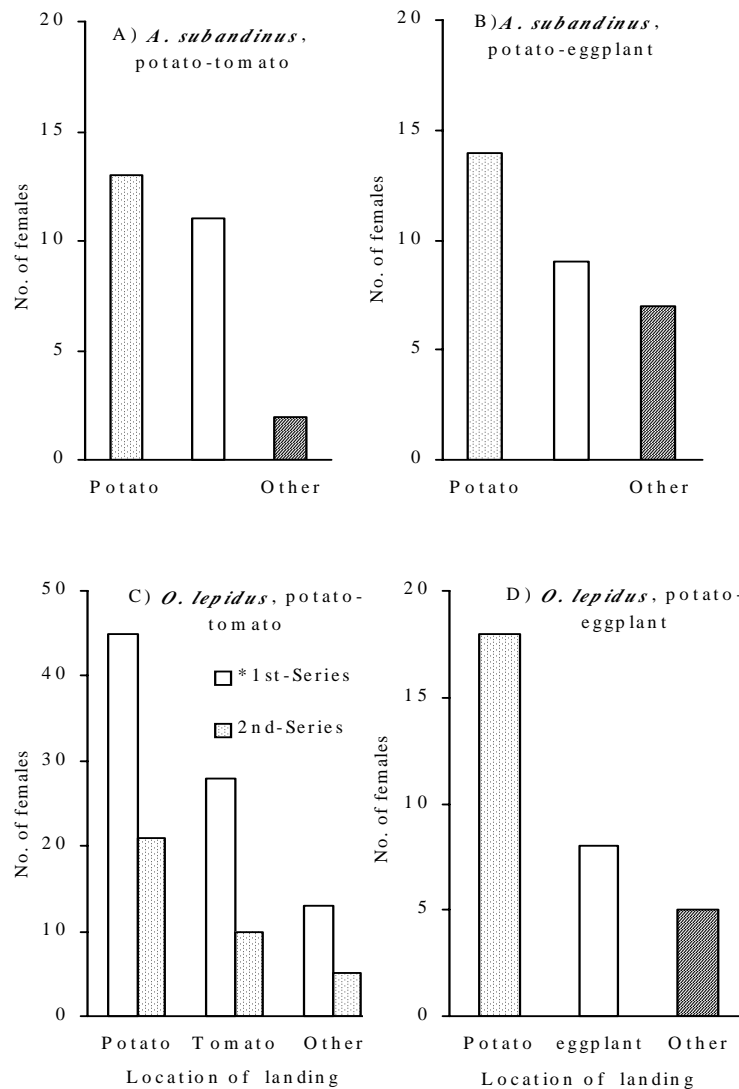 A) A. subandinus,
potato-tomato
No. of females
20
15
10
5
0
Potato
Other
B)A. subandinus,
potato-eggplant
No. of females
20
15
10
5
0
Potato
Other
C) O. lepidus, potato-
tomato
*1st-Series
2nd-Series
No. of females
50
40
30
20
10
0
Potato
Tomato
Other
Location of landing
D) O. lepidus, potato-
eggplant
No. of females
20
15
10
5
0
Potato
eggplant
Other
Location of landing